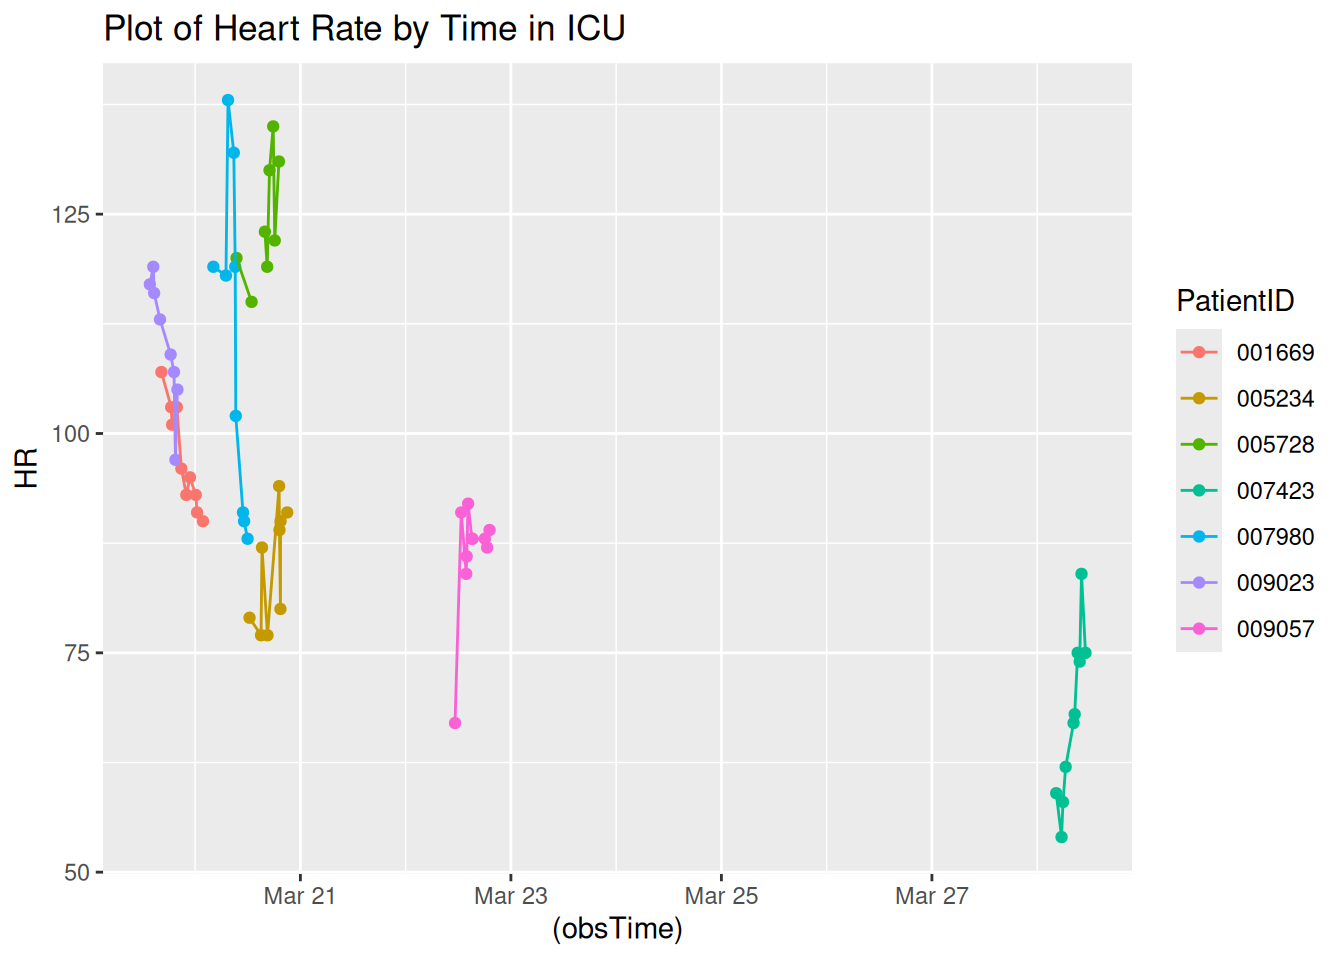 Plot of Heart Rate by Time in ICU
125
100
75
50
HR
Mar 21
Mar 23
Mar 25
Mar 27
(obsTime)
PatientID
001669
005234
005728
007423
007980
009023
009057